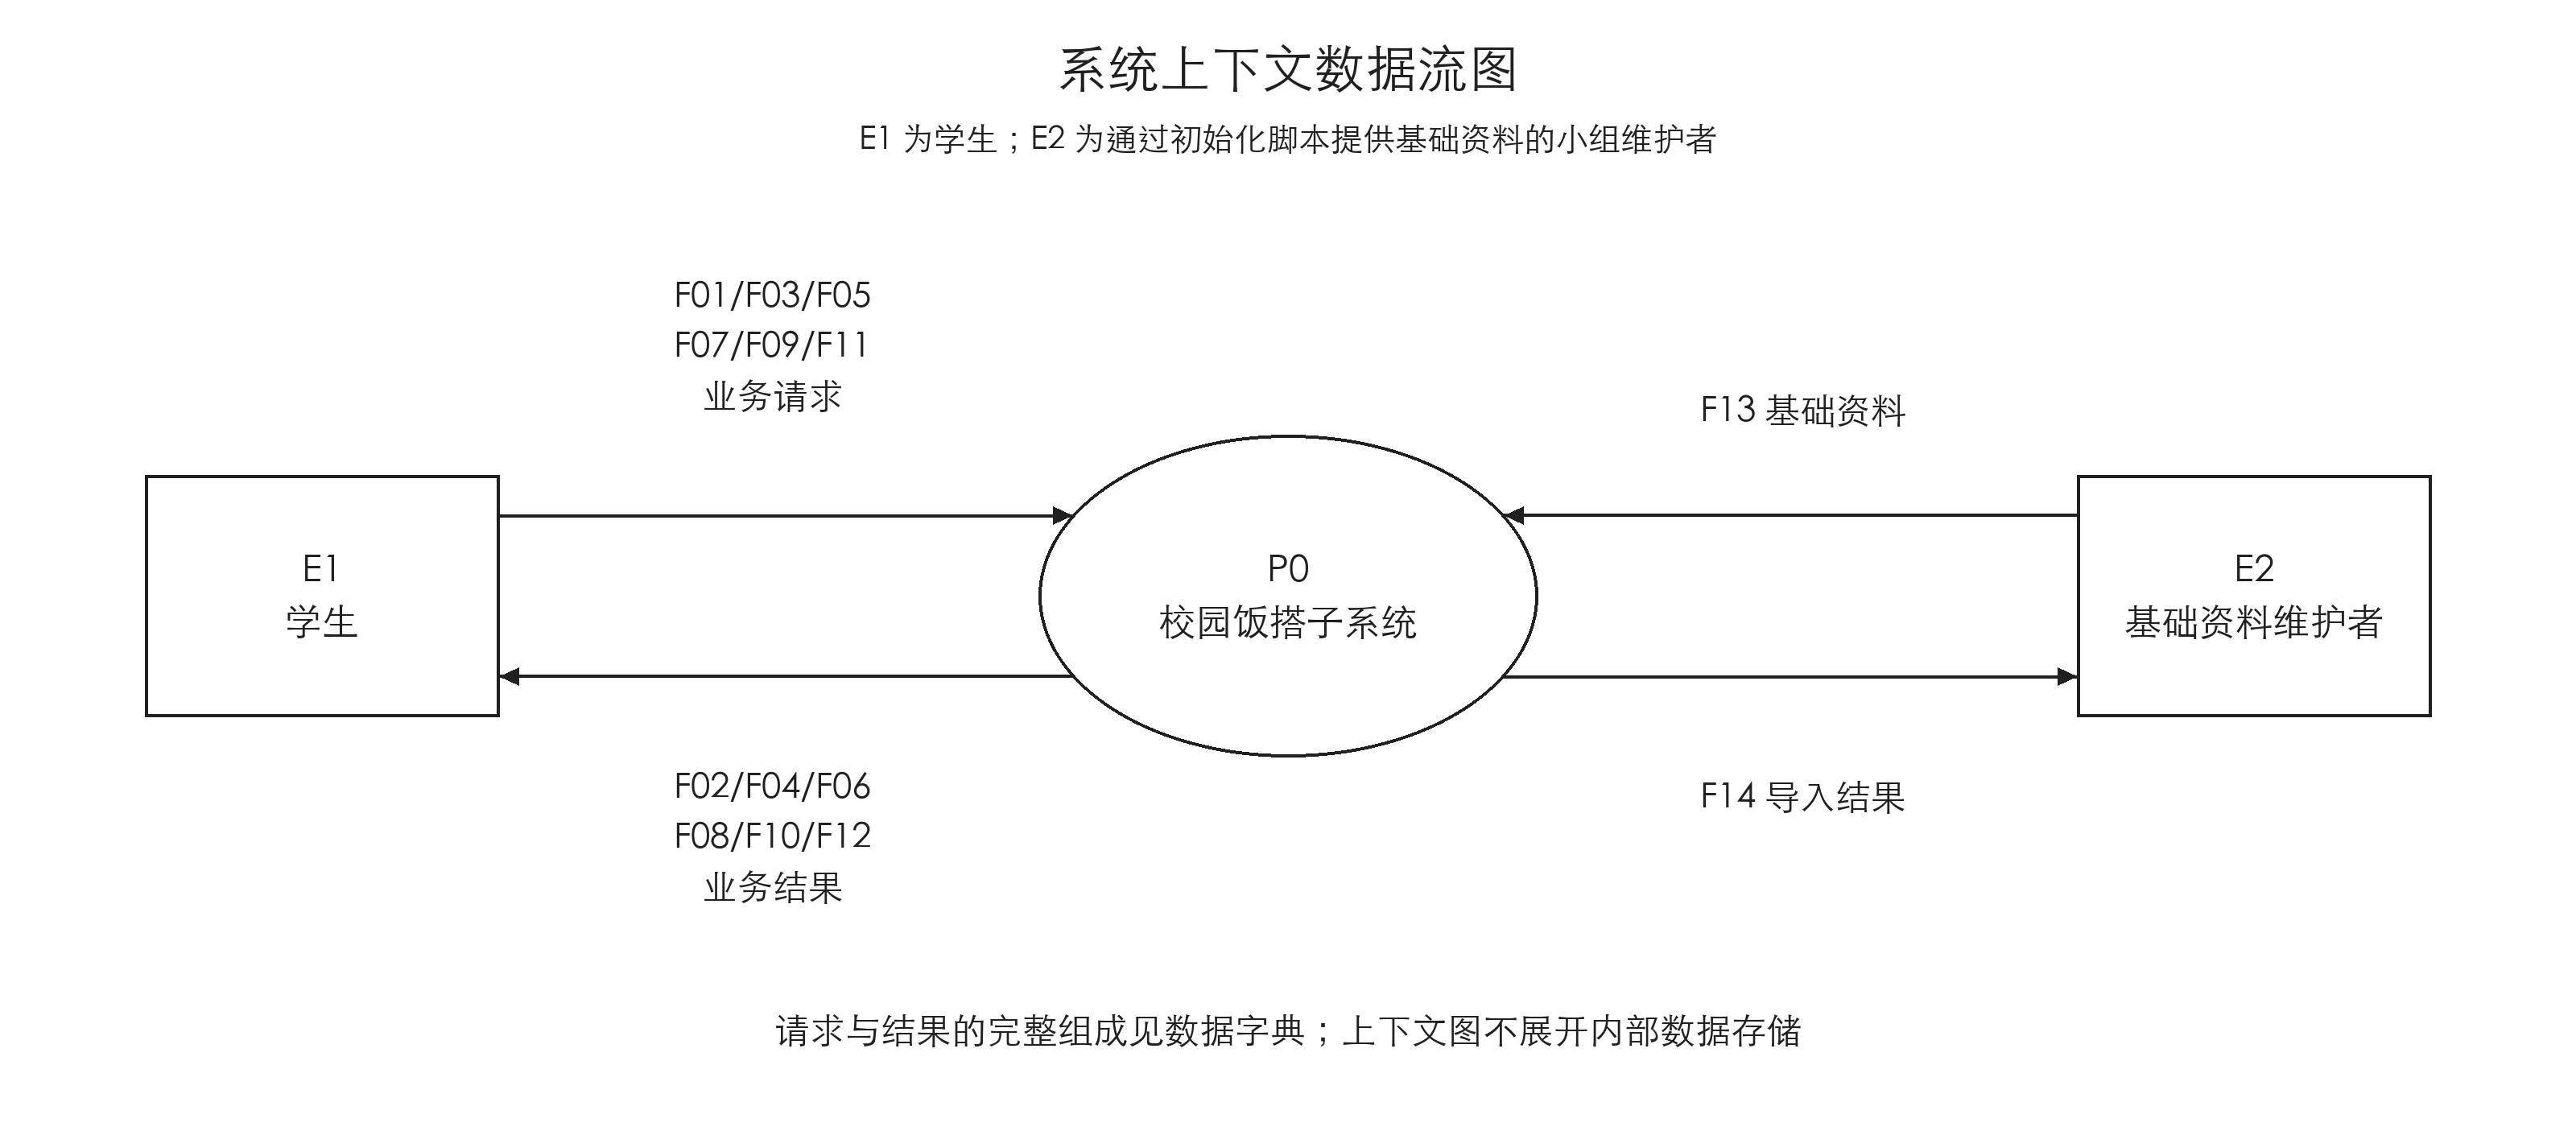 系统上下文数据流图
E1 为学生；E2 为通过初始化脚本提供基础资料的小组维护者
F01/F03/F05
F07/F09/F11
业务请求
F13 基础资料
E1
学生
P0
校园饭搭子系统
E2
基础资料维护者
F02/F04/F06
F08/F10/F12
业务结果
F14 导入结果
请求与结果的完整组成见数据字典；上下文图不展开内部数据存储